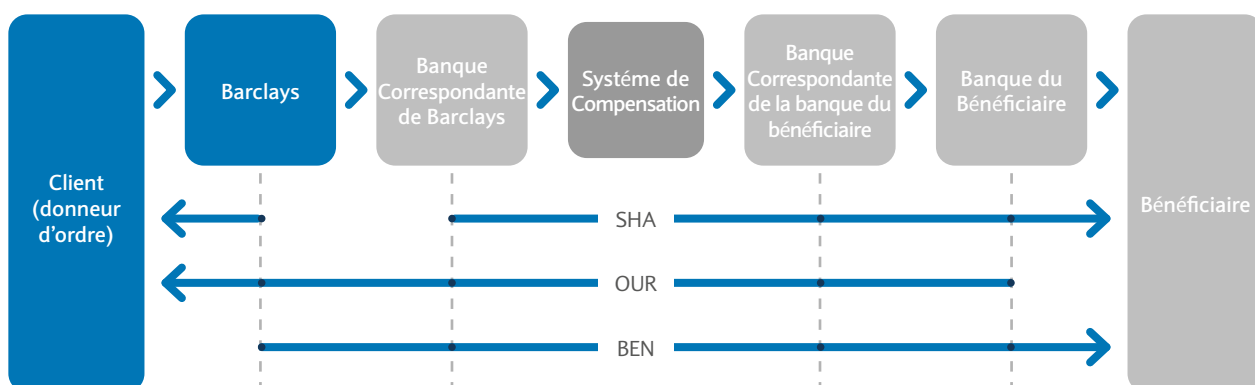 Client
(donneur
d'ordre)
Barclays
Banque
Correspondante
de Barclays
Systéme de
Compensation
Banque
Correspondante
de la banque du
bénéficiaire
Banque du
Bénéficiaire
Bénéficiaire
SHA
OUR
BEN